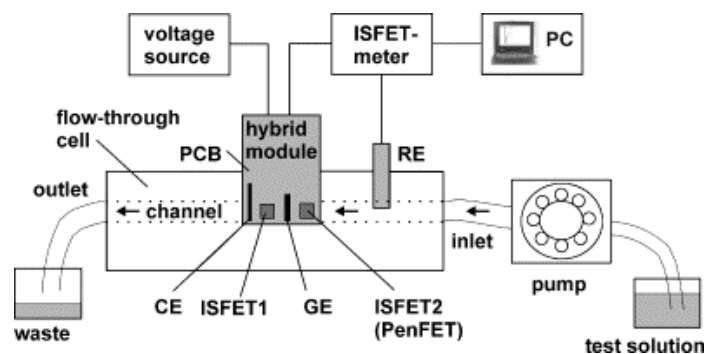 voltage
source
ISFET-
meter
PC
flow-through
cell
PCB
hybrid
module
RE
outlet
channel
inlet
pump
waste
CE
ISFET1
GE
ISFET2
(PenFET)
test solution